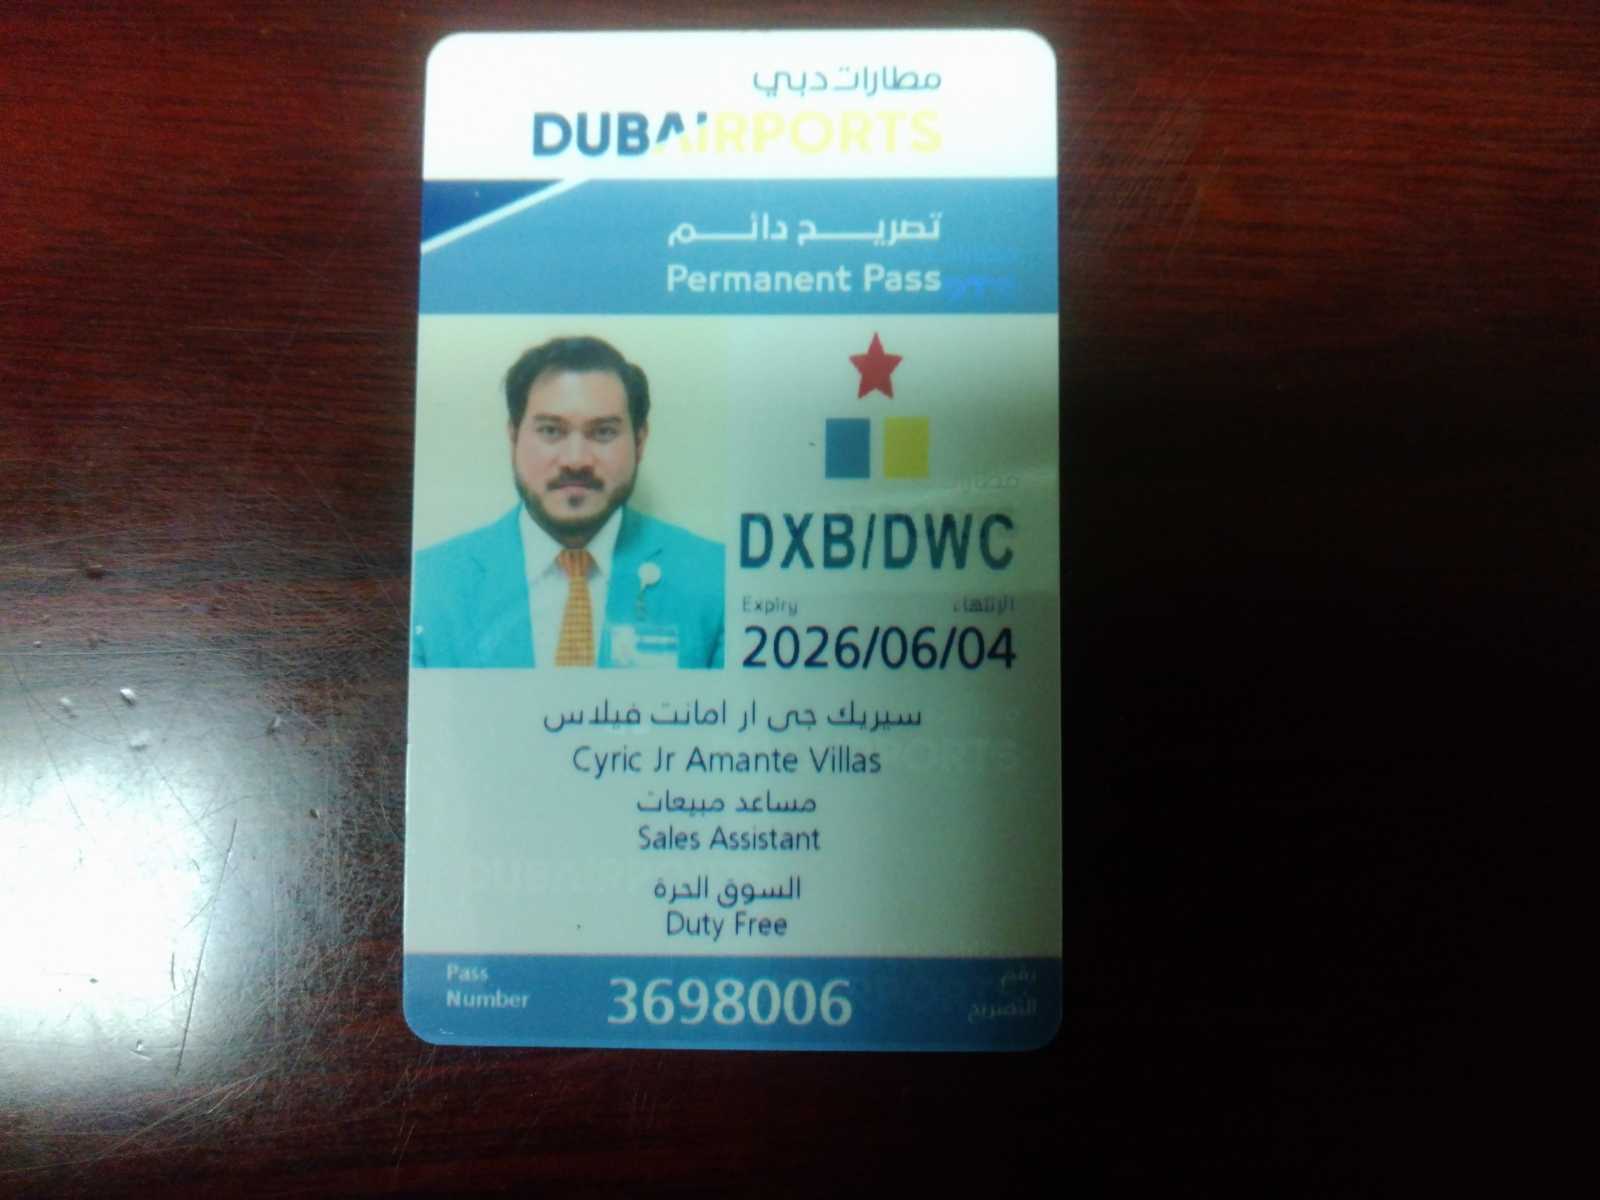 مطارات دبي
DUBAIRPORTS
تصريح دائم
Permanent Pass
DXB/DWC
Expiry الإنتهاء
2026/06/04
سيريك جى ار امانت فيلاس
Cyric Jr Amante Villas
مساعد مبيعات
Sales Assistant
السوق الحرة
Duty Free
Pass Number
3698006
رقم التصريح